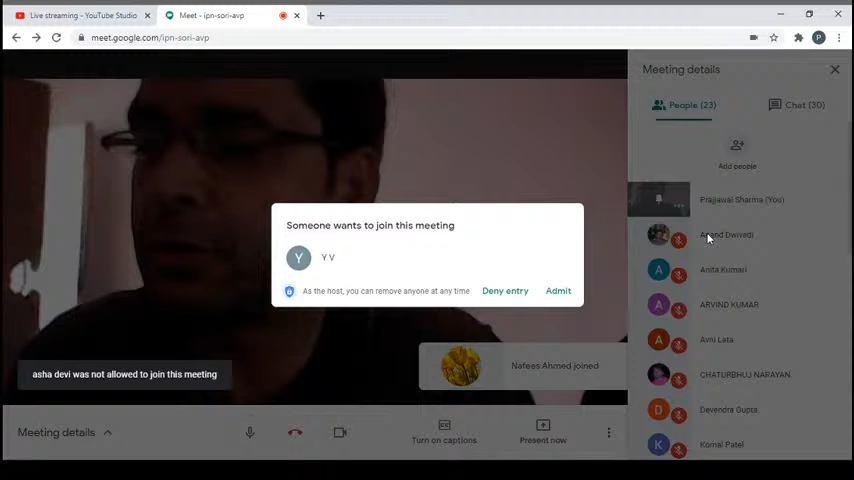 Live streaming - YouTube Studio
Meet - ipn-sori-avp
meet.google.com/ipn-sori-avp
P
Meeting details
People (23)
Chat (30)
Add people
Prajjawal Sharma (You)
Anand Dwivedi
A
Anita Kumari
A
ARVIND KUMAR
A
Avni Lata
CHATURBHUJ NARAYAN
D
Devendra Gupta
K
Komal Patel
Someone wants to join this meeting
Y
Y V
As the host, you can remove anyone at any time
Deny entry
Admit
asha devi was not allowed to join this meeting
Nafees Ahmed joined
Meeting details
Turn on captions
Present now